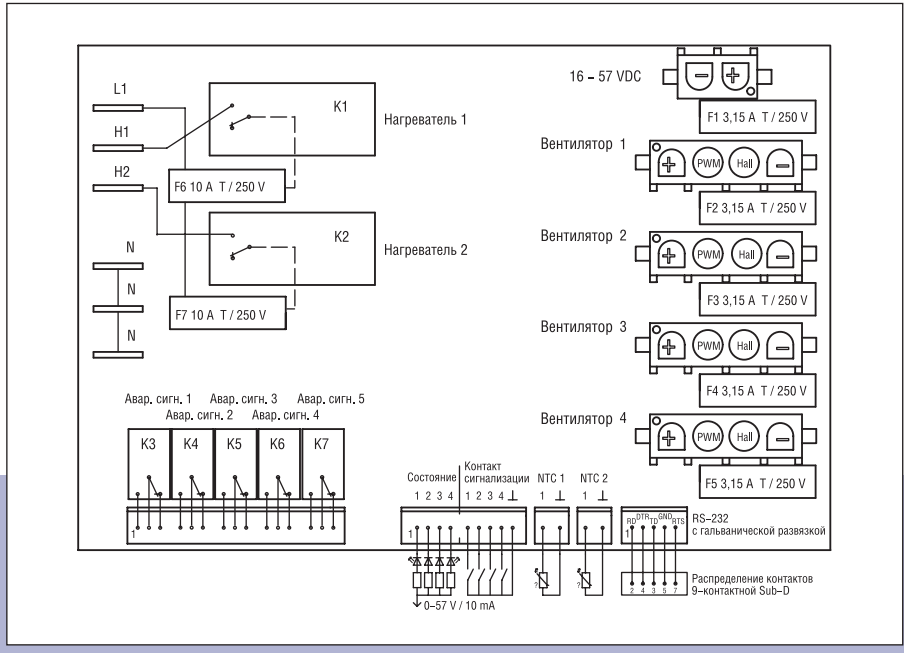 16 – 57 VDC
F1 3,15 A T / 250 V
L1
H1
H2
K1
Нагреватель 1
F6 10 A T / 250 V
K2
Нагреватель 2
F7 10 A T / 250 V
N
N
N
Вентилятор 1
+ PWM Hall –
F2 3,15 A T / 250 V
Вентилятор 2
+ PWM Hall –
F3 3,15 A T / 250 V
Вентилятор 3
+ PWM Hall –
F4 3,15 A T / 250 V
Вентилятор 4
+ PWM Hall –
F5 3,15 A T / 250 V
Авар. сигн. 1 Авар. сигн. 3 Авар. сигн. 5
Авар. сигн. 2 Авар. сигн. 4
K3 K4 K5 K6 K7
1
Состояние
1 2 3 4
Контакт
сигнализации
1 2 3 4 ⊥
1
0–57 V / 10 mA
NTC 1
1 ⊥
?
NTC 2
1 ⊥
?
RD DTR TD GND RTS
1
RS–232
с гальванической развязкой
2 4 3 5 7
Распределение контактов
9–контактной Sub–D